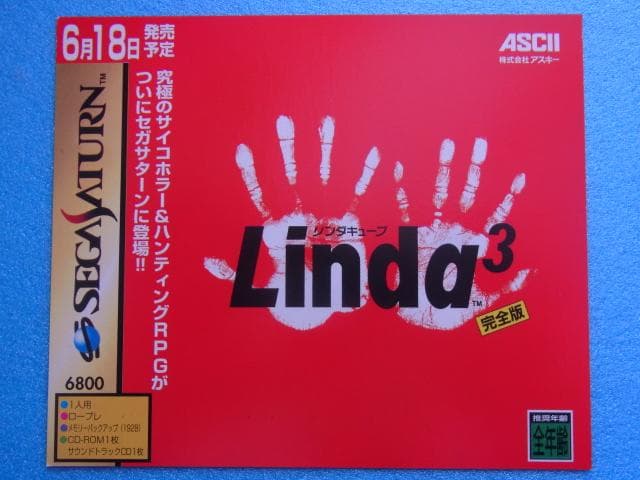 6月18日発売予定
SEGA SATURN™
6800
●1人用
●ロープレ
●メモリーバックアップ(192B)
●CD-ROM1枚
サウンドトラックCD1枚
究極のサイコホラー&ハンティングRPGが
ついにセガサターンに登場!!
ASCII
株式会社アスキー
リンダキューブ
Linda³™
完全版
推奨年齢
全年齢